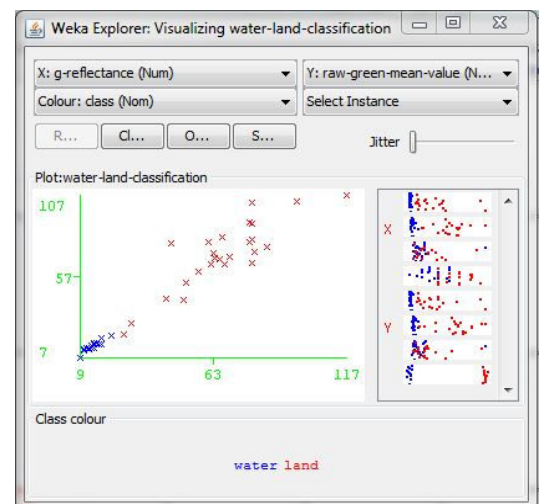 Weka Explorer: Visualizing water-land-classification
X: g-reflectance (Num) Y: raw-green-mean-value (N...
Colour: class (Nom) Select Instance
R... Cl... O... S... Jitter
Plot:water-land-classification
107
57
7
9 63 117
X
Y
Class colour
water land